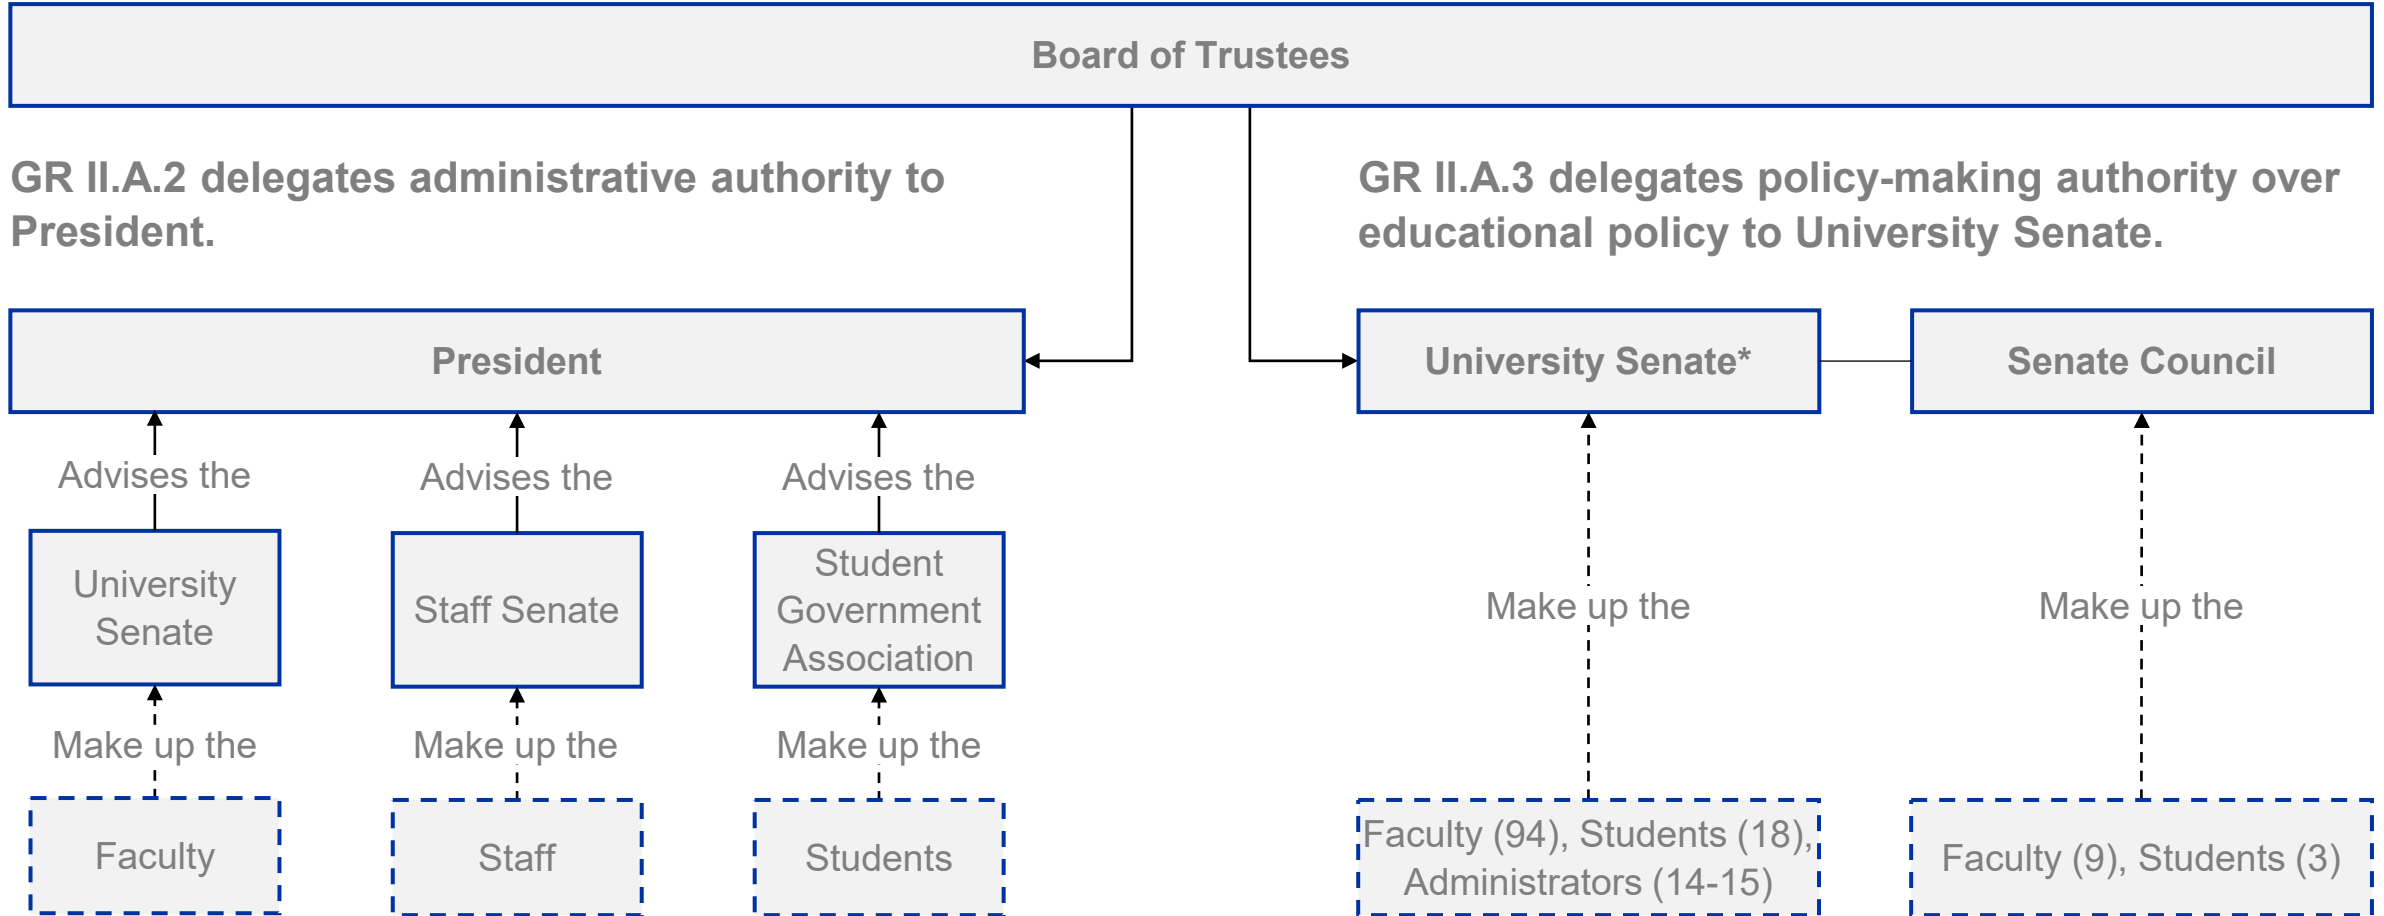 Board of Trustees
GR II.A.2 delegates administrative authority to
President.
GR II.A.3 delegates policy-making authority over
educational policy to University Senate.
President
University Senate*
Senate Council
Advises the
Advises the
Advises the
University
Senate
Staff Senate
Student
Government
Association
Make up the
Make up the
Make up the
Make up the
Make up the
Faculty
Staff
Students
Faculty (94), Students (18),
Administrators (14-15)
Faculty (9), Students (3)